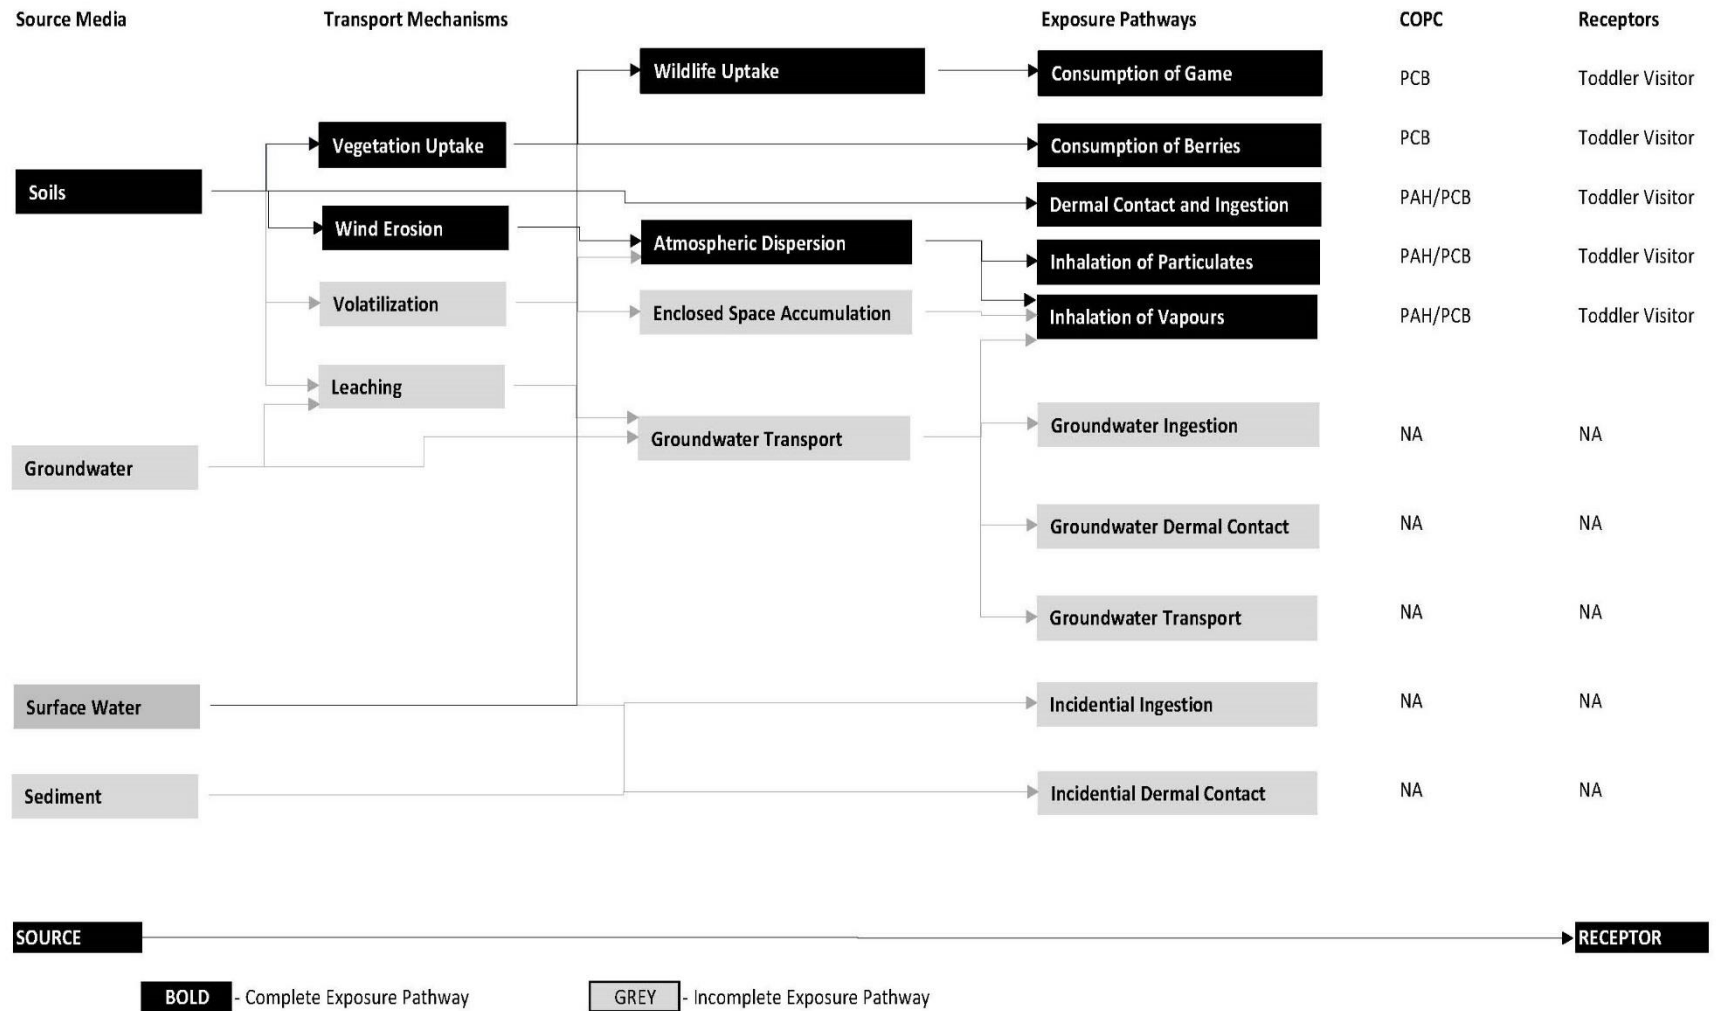 Source Media Transport Mechanisms Exposure Pathways COPC Receptors
Wildlife Uptake Consumption of Game PCB Toddler Visitor
Vegetation Uptake Consumption of Berries PCB Toddler Visitor
Soils Dermal Contact and Ingestion PAH/PCB Toddler Visitor
Wind Erosion Atmospheric Dispersion Inhalation of Particulates PAH/PCB Toddler Visitor
Volatilization Enclosed Space Accumulation Inhalation of Vapours PAH/PCB Toddler Visitor
Leaching
Groundwater Transport Groundwater Ingestion NA NA
Groundwater
Groundwater Dermal Contact NA NA
Groundwater Transport NA NA
Surface Water Incidential Ingestion NA NA
Sediment Incidential Dermal Contact NA NA
SOURCE RECEPTOR
BOLD - Complete Exposure Pathway GREY - Incomplete Exposure Pathway